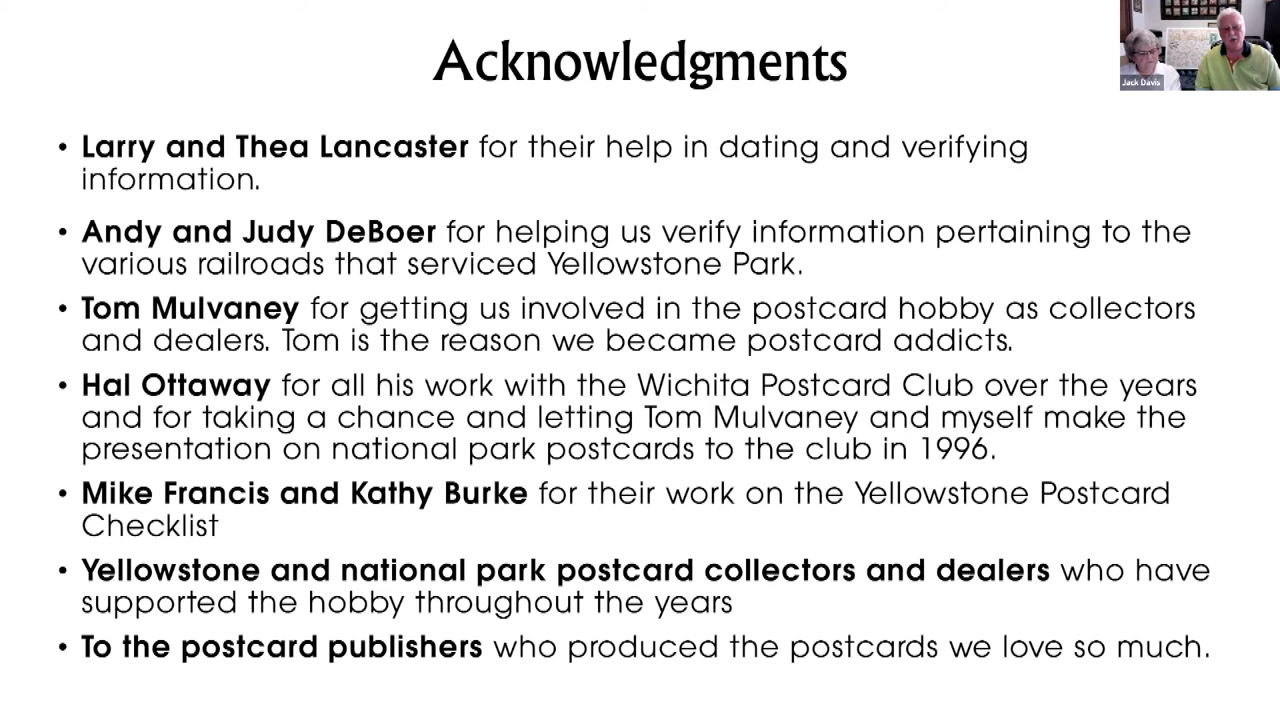 Acknowledgments
Jack Davis
• Larry and Thea Lancaster for their help in dating and verifying
information.
• Andy and Judy DeBoer for helping us verify information pertaining to the
various railroads that serviced Yellowstone Park.
• Tom Mulvaney for getting us involved in the postcard hobby as collectors
and dealers. Tom is the reason we became postcard addicts.
• Hal Ottaway for all his work with the Wichita Postcard Club over the years
and for taking a chance and letting Tom Mulvaney and myself make the
presentation on national park postcards to the club in 1996.
• Mike Francis and Kathy Burke for their work on the Yellowstone Postcard
Checklist
• Yellowstone and national park postcard collectors and dealers who have
supported the hobby throughout the years
• To the postcard publishers who produced the postcards we love so much.